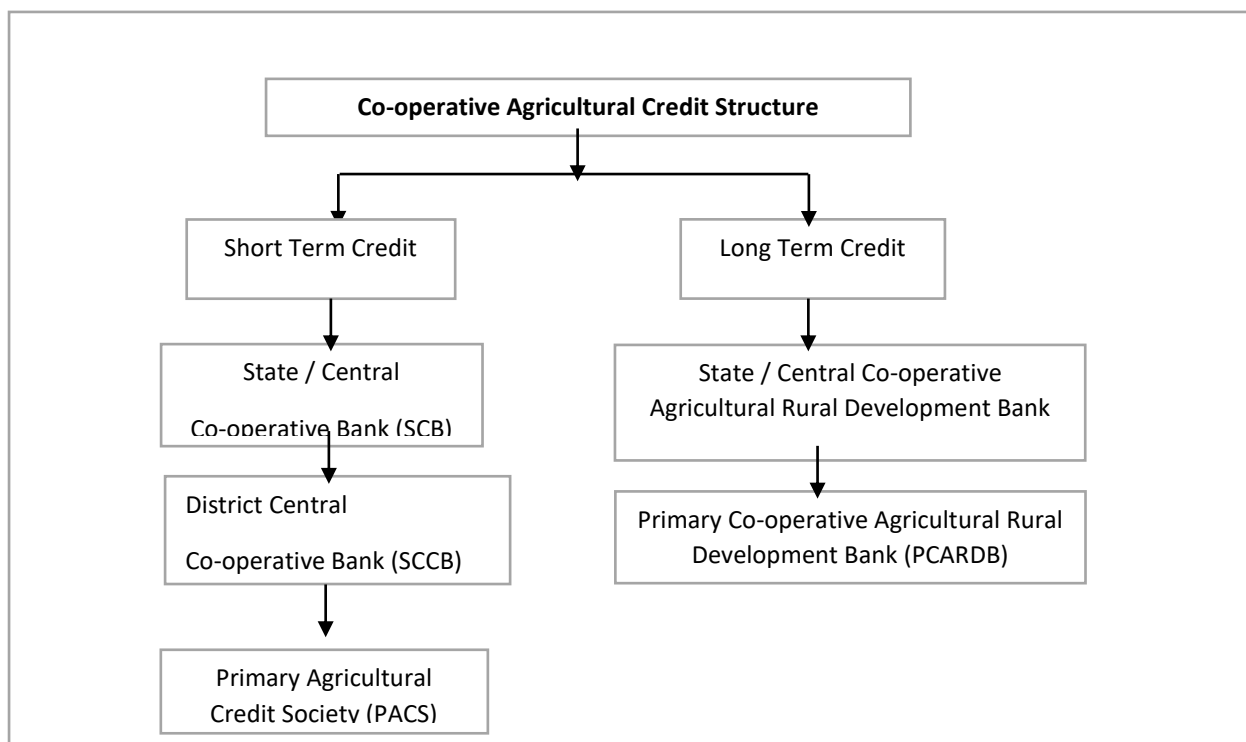 Co-operative Agricultural Credit Structure
Short Term Credit
Long Term Credit
State / Central
Co-operative Bank (SCB)
State / Central Co-operative
Agricultural Rural Development Bank
District Central
Co-operative Bank (SCCB)
Primary Co-operative Agricultural Rural
Development Bank (PCARDB)
Primary Agricultural
Credit Society (PACS)